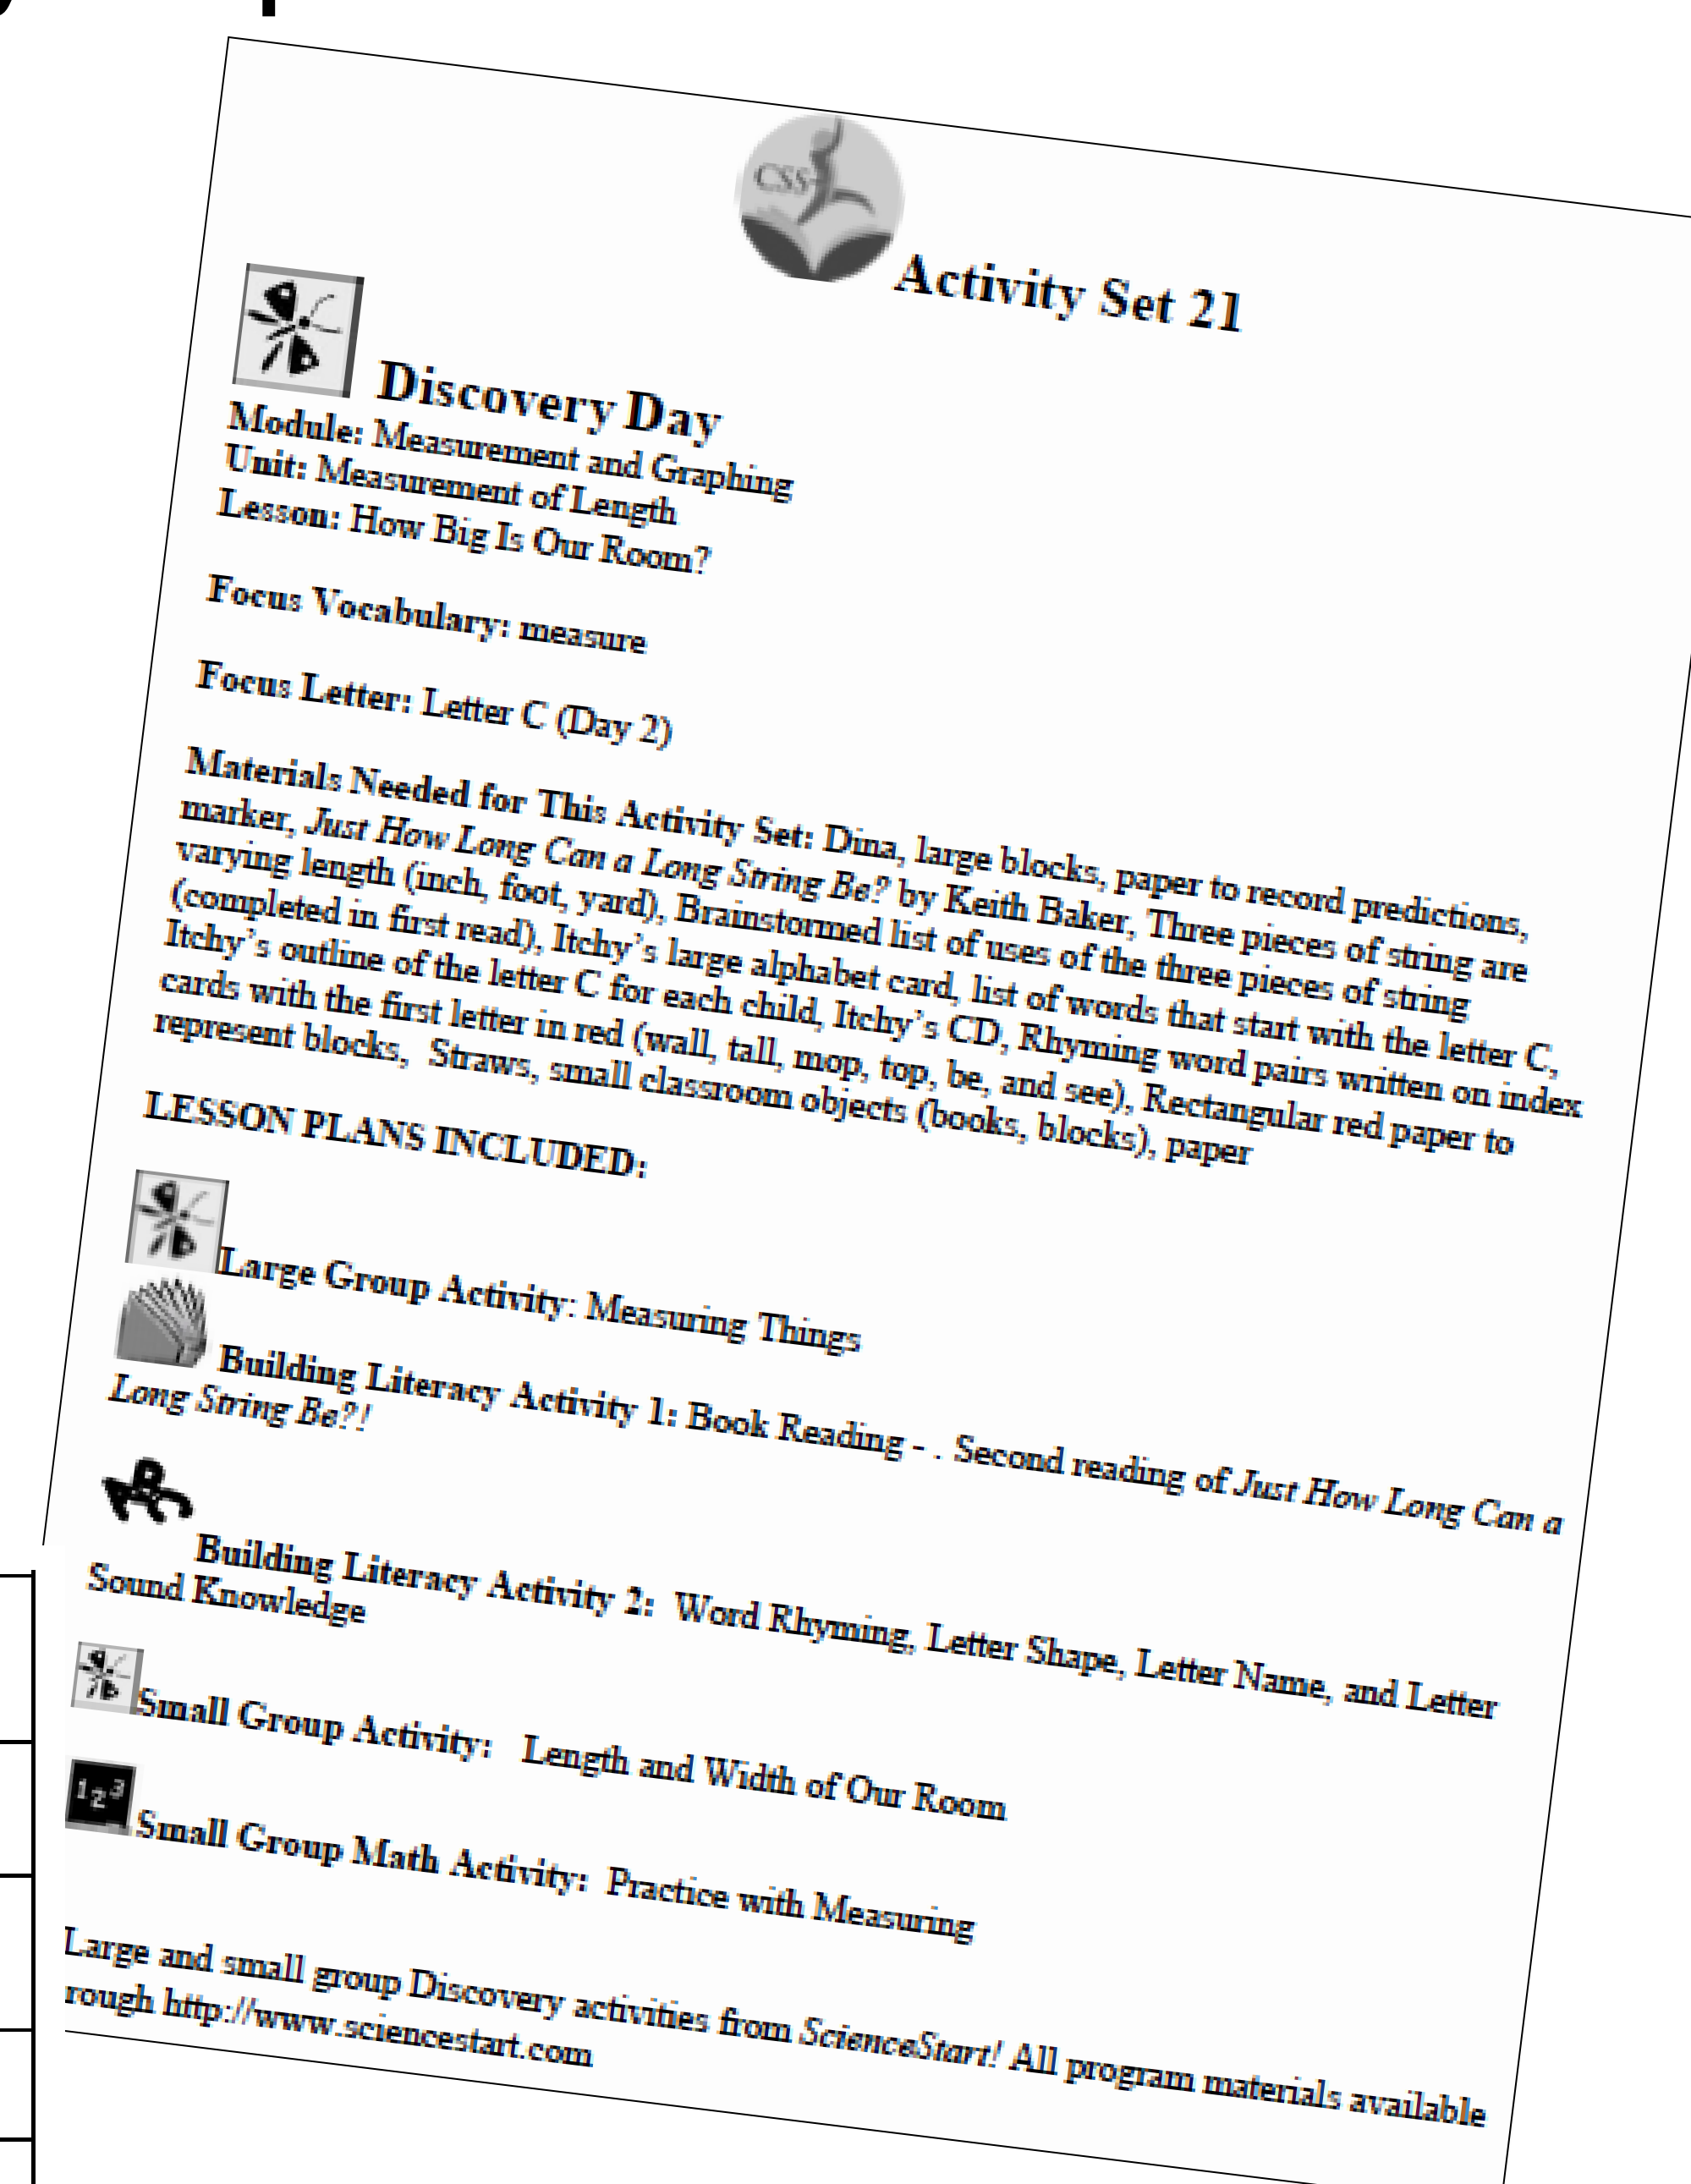 CSS
Activity Set 21
Discovery Day
Module: Measurement and Graphing
Unit: Measurement of Length
Lesson: How Big Is Our Room?
Focus Vocabulary: measure
Focus Letter: Letter C (Day 2)
Materials Needed for This Activity Set: Dina, large blocks, paper to record predictions,
marker, Just How Long Can a Long String Be? by Keith Baker, Three pieces of string are
varying length (inch, foot, yard), Brainstormed list of uses of the three pieces of string
(completed in first read), Itchy's large alphabet card, list of words that start with the letter C,
Itchy's outline of the letter C for each child, Itchy's CD, Rhyming word pairs written on index
cards with the first letter in red (wall, tall, mop, top, be, and see), Rectangular red paper to
represent blocks, Straws, small classroom objects (books, blocks), paper
LESSON PLANS INCLUDED:
Large Group Activity: Measuring Things
Building Literacy Activity 1: Book Reading - . Second reading of Just How Long Can a
Long String Be?!
ABC
Building Literacy Activity 2: Word Rhyming, Letter Shape, Letter Name, and Letter
Sound Knowledge
Small Group Activity: Length and Width of Our Room
123
Small Group Math Activity: Practice with Measuring
Large and small group Discovery activities from ScienceStart! All program materials available
rough http://www.sciencestart.com